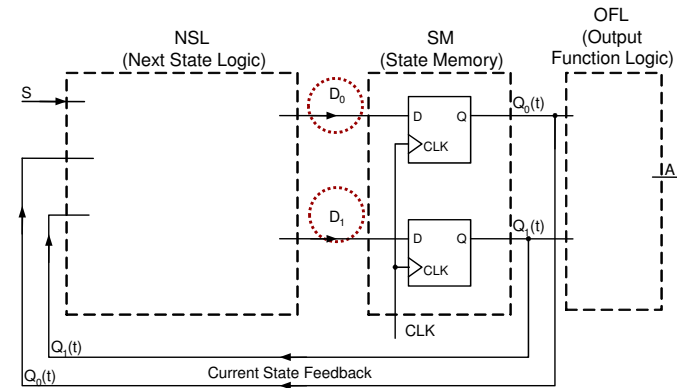 NSL
(Next State Logic)
SM
(State Memory)
OFL
(Output
Function Logic)
S
D₀
D
Q
CLK
Q₀(t)
A
D₁
D
Q
CLK
Q₁(t)
CLK
Q₁(t)
Current State Feedback
Q₀(t)